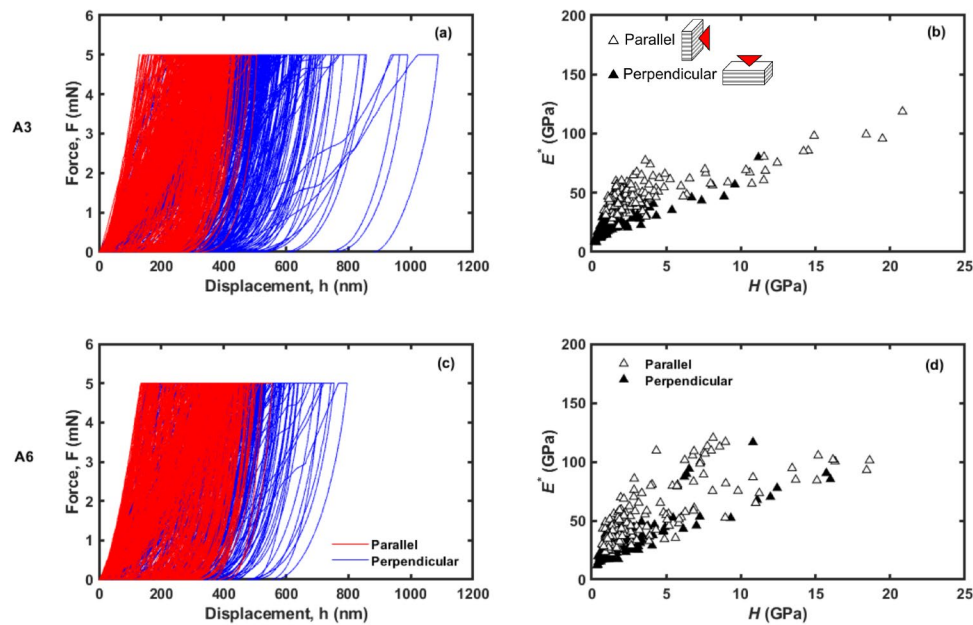 (a)
A3
Force, F (mN)
6
5
4
3
2
1
0
0 200 400 600 800 1000 1200
Displacement, h (nm)
(b)
Parallel
Perpendicular
E* (GPa)
200
150
100
50
0
0 5 10 15 20 25
H (GPa)
(c)
A6
Force, F (mN)
6
5
4
3
2
1
0
Parallel
Perpendicular
0 200 400 600 800 1000 1200
Displacement, h (nm)
(d)
Parallel
Perpendicular
E* (GPa)
200
150
100
50
0
0 5 10 15 20 25
H (GPa)